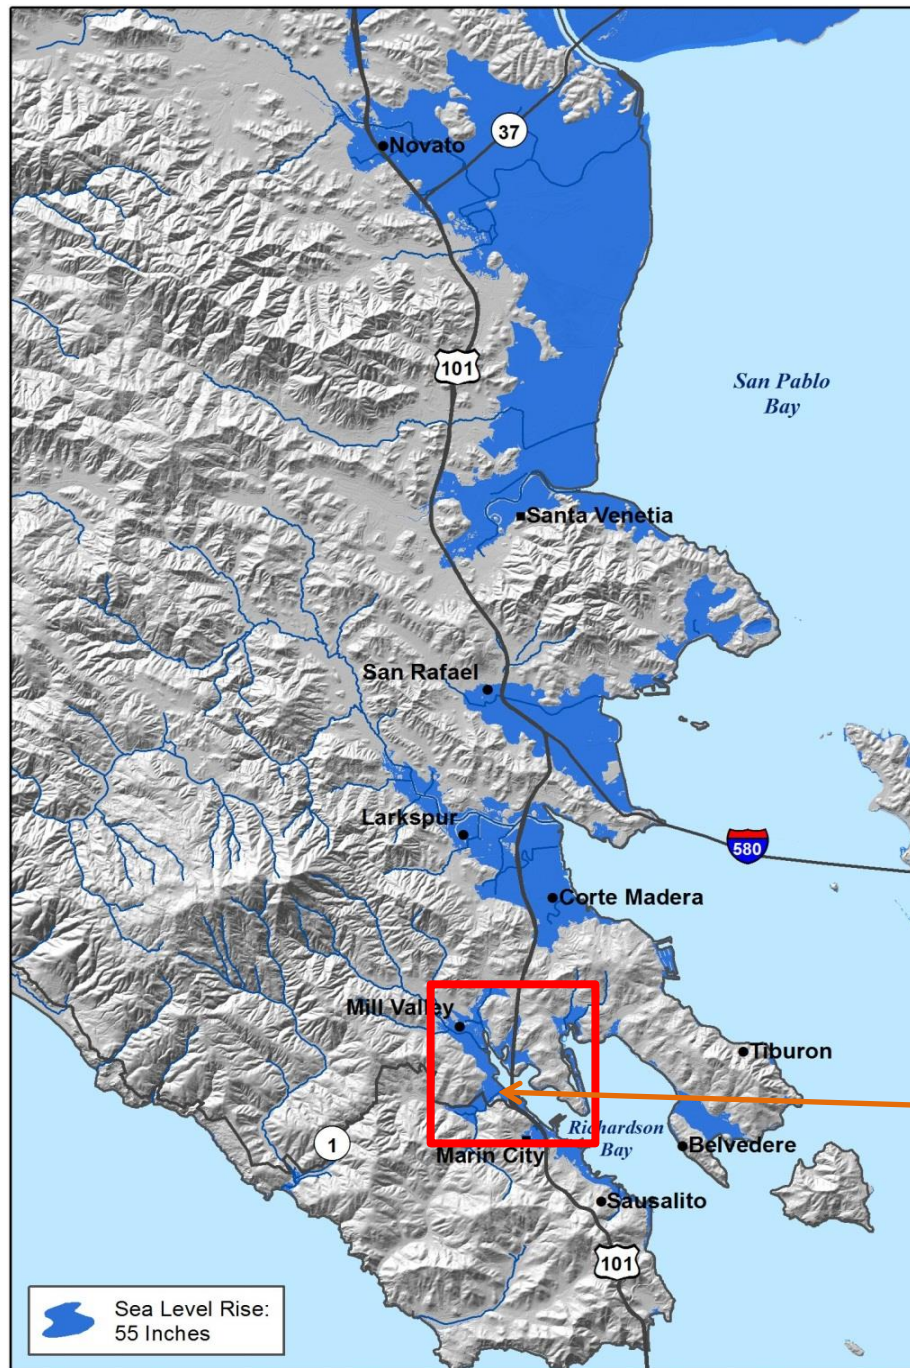 37
Novato
101
San Pablo
Bay
Santa Venetia
San Rafael
Larkspur
580
Corte Madera
Mill Valley
Tiburon
Richardson
Bay
1
Marin City
Belvedere
Sausalito
101
Sea Level Rise:
55 Inches